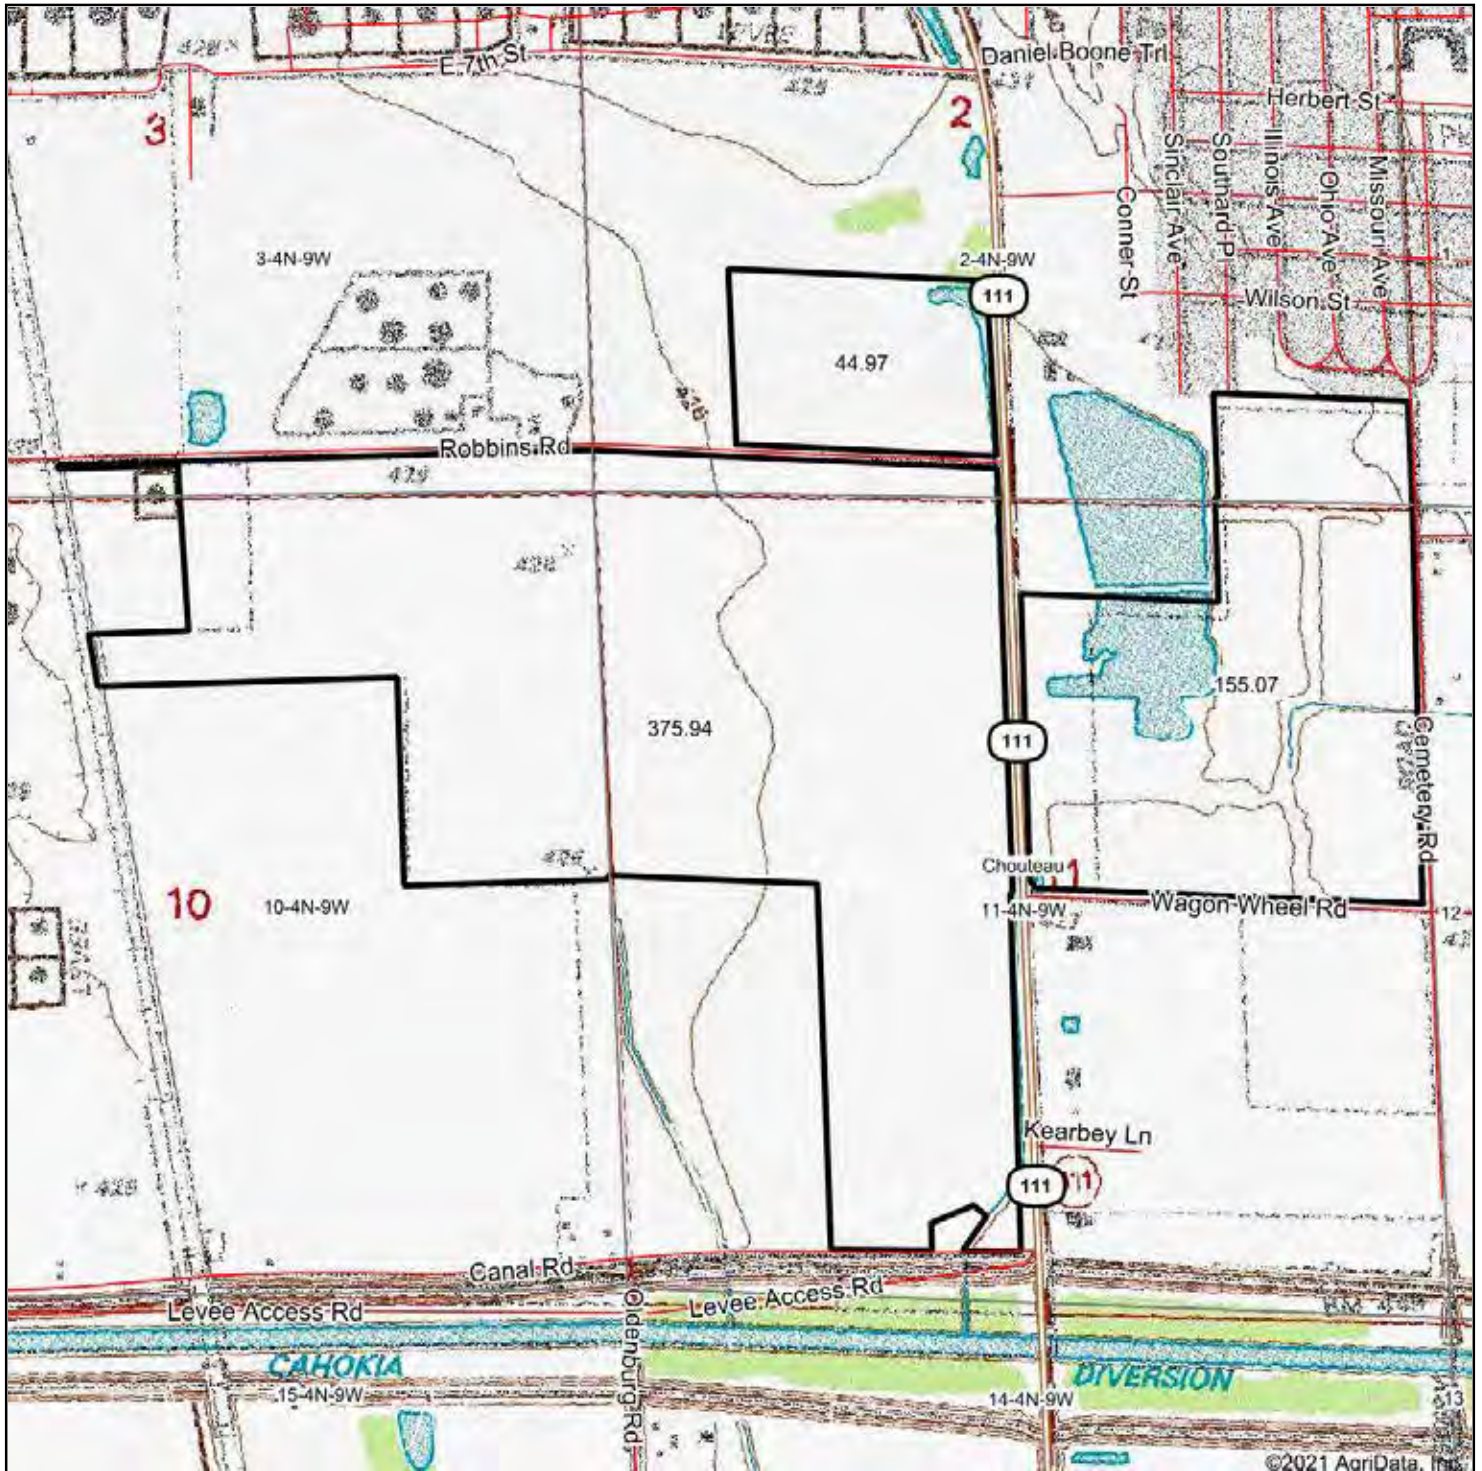 E 7th St
Daniel Boone Trl
Herbert St
3
2
Sinclair Ave
Southard Pl
Illinois Ave
Ohio Ave
Missouri Ave
Conner St
3-4N-9W
2-4N-9W
1
111
Wilson St
44.97
Robbins Rd
155.07
375.94
111
Cemetery Rd
Chouteau
10
10-4N-9W
11-4N-9W
Wagon Wheel Rd
12
Kearbey Ln
428
111
Canal Rd
Levee Access Rd
Levee Access Rd
Oldenburg Rd
CAHOKIA
DIVERSION
15-4N-9W
14-4N-9W
13
©2021 AgriData, Inc.